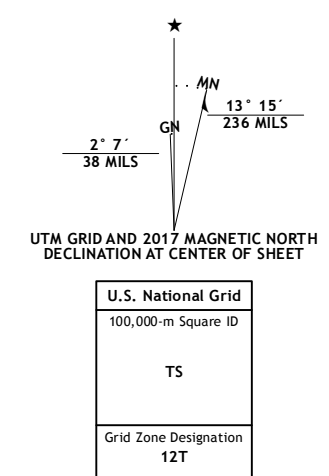 ★
MN
13° 15´
236 MILS
GN
2° 7´
38 MILS
UTM GRID AND 2017 MAGNETIC NORTH
DECLINATION AT CENTER OF SHEET
U.S. National Grid
100,000-m Square ID
TS
Grid Zone Designation
12T